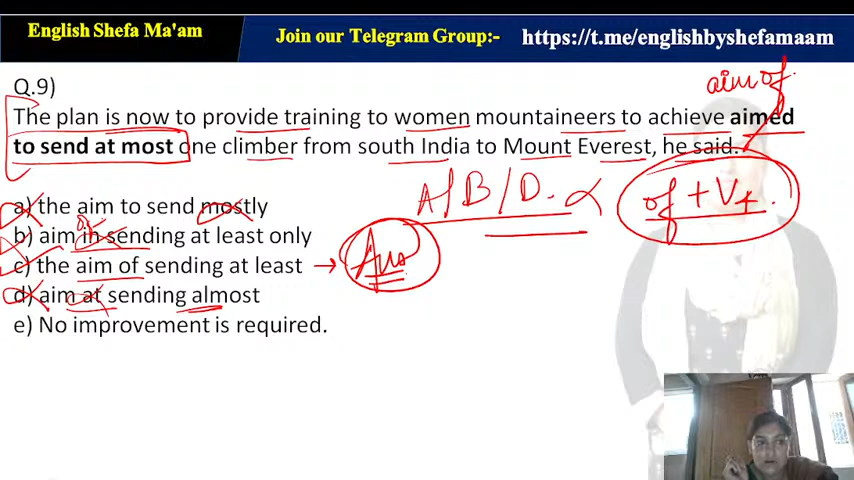 English Shefa Ma'am
Join our Telegram Group:- https://t.me/englishbyshefamaam
Q.9)
aim of
The plan is now to provide training to women mountaineers to achieve aimed
to send at most one climber from south India to Mount Everest, he said.
A/B/D.
of + V4.
a) the aim to send mostly
of
b) aim in sending at least only
c) the aim of sending at least → Ans
d) aim at sending almost
e) No improvement is required.